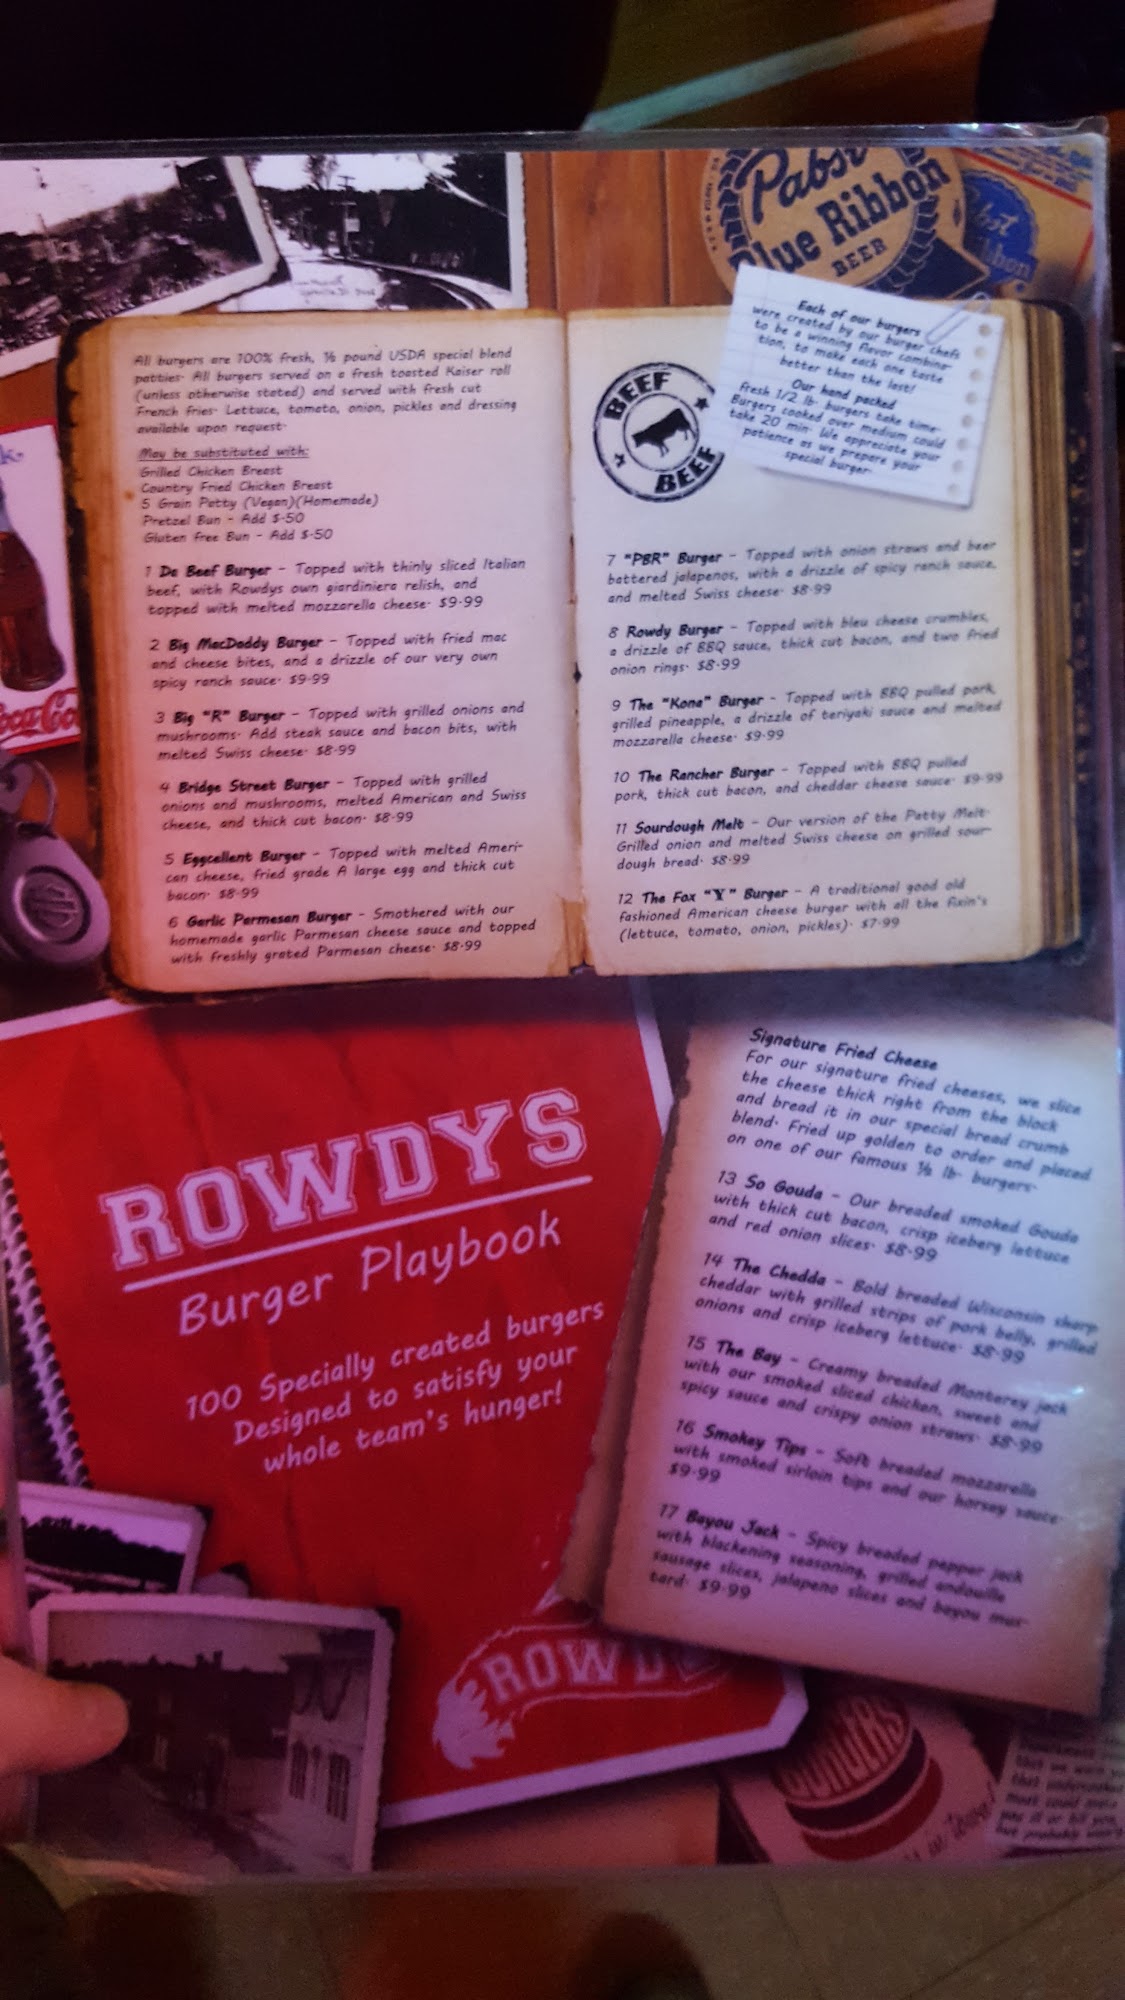 Pabst
Blue Ribbon
BEER
Each of our burgers
were created by our burger chefs
to be a winning flavor combina-
tion, to make each one taste
better than the last!
Our hand packed
fresh 1/2 lb. burgers take time.
Burgers cooked over medium could
take 20 min. We appreciate your
patience as we prepare your
special burger.
BEEF
BEEF
All burgers are 100% fresh, ½ pound USDA special blend
patties. All burgers served on a fresh toasted Kaiser roll
(unless otherwise stated) and served with fresh cut
French fries. Lettuce, tomato, onion, pickles and dressing
available upon request.
May be substituted with:
Grilled Chicken Breast
Country Fried Chicken Breast
5 Grain Patty (Vegan)(Homemade)
Pretzel Bun - Add $.50
Gluten Free Bun - Add $.50
1 Da Beef Burger - Topped with thinly sliced Italian
beef, with Rowdys own giardiniera relish, and
topped with melted mozzarella cheese. $9.99
2 Big MacDaddy Burger - Topped with fried mac
and cheese bites, and a drizzle of our very own
spicy ranch sauce. $9.99
3 Big "R" Burger - Topped with grilled onions and
mushrooms. Add steak sauce and bacon bits, with
melted Swiss cheese. $8.99
4 Bridge Street Burger - Topped with grilled
onions and mushrooms, melted American and Swiss
cheese, and thick cut bacon. $8.99
5 Eggcellent Burger - Topped with melted Ameri-
can cheese, fried grade A large egg and thick cut
bacon. $8.99
6 Garlic Parmesan Burger - Smothered with our
homemade garlic Parmesan cheese sauce and topped
with freshly grated Parmesan cheese. $8.99
7 "PBR" Burger - Topped with onion straws and beer
battered jalapenos, with a drizzle of spicy ranch sauce,
and melted Swiss cheese. $8.99
8 Rowdy Burger - Topped with bleu cheese crumbles,
a drizzle of BBQ sauce, thick cut bacon, and two fried
onion rings. $8.99
9 The "Kona" Burger - Topped with BBQ pulled pork,
grilled pineapple, a drizzle of teriyaki sauce and melted
mozzarella cheese. $9.99
10 The Rancher Burger - Topped with BBQ pulled
pork, thick cut bacon, and cheddar cheese sauce. $9.99
11 Sourdough Melt - Our version of the Patty Melt.
Grilled onion and melted Swiss cheese on grilled sour-
dough bread. $8.99
12 The Fox "Y" Burger - A traditional good old
fashioned American cheese burger with all the fixin's
(lettuce, tomato, onion, pickles). $7.99
Coca-Co
ROWDYS
Burger Playbook
100 Specially created burgers
Designed to satisfy your
whole team's hunger!
Signature Fried Cheese
For our signature fried cheeses, we slice
the cheese thick right from the block
and bread it in our special bread crumb
blend. Fried up golden to order and placed
on one of our famous ½ lb. burgers.
13 So Gouda - Our breaded smoked Gouda
with thick cut bacon, crisp iceberg lettuce
and red onion slices. $8.99
14 The Chedda - Bold breaded Wisconsin sharp
cheddar with grilled strips of pork belly, grilled
onions and crisp iceberg lettuce. $8.99
15 The Bay - Creamy breaded Monterey jack
with our smoked sliced chicken, sweet and
spicy sauce and crispy onion straws. $8.99
16 Smokey Tips - Soft breaded mozzarella
with smoked sirloin tips and our horsey sauce.
$9.99
17 Bayou Jack - Spicy breaded pepper jack
with blackening seasoning, grilled andouille
sausage slices, jalapeno slices and bayou mus-
tard. $9.99
ROWD
BURGERS